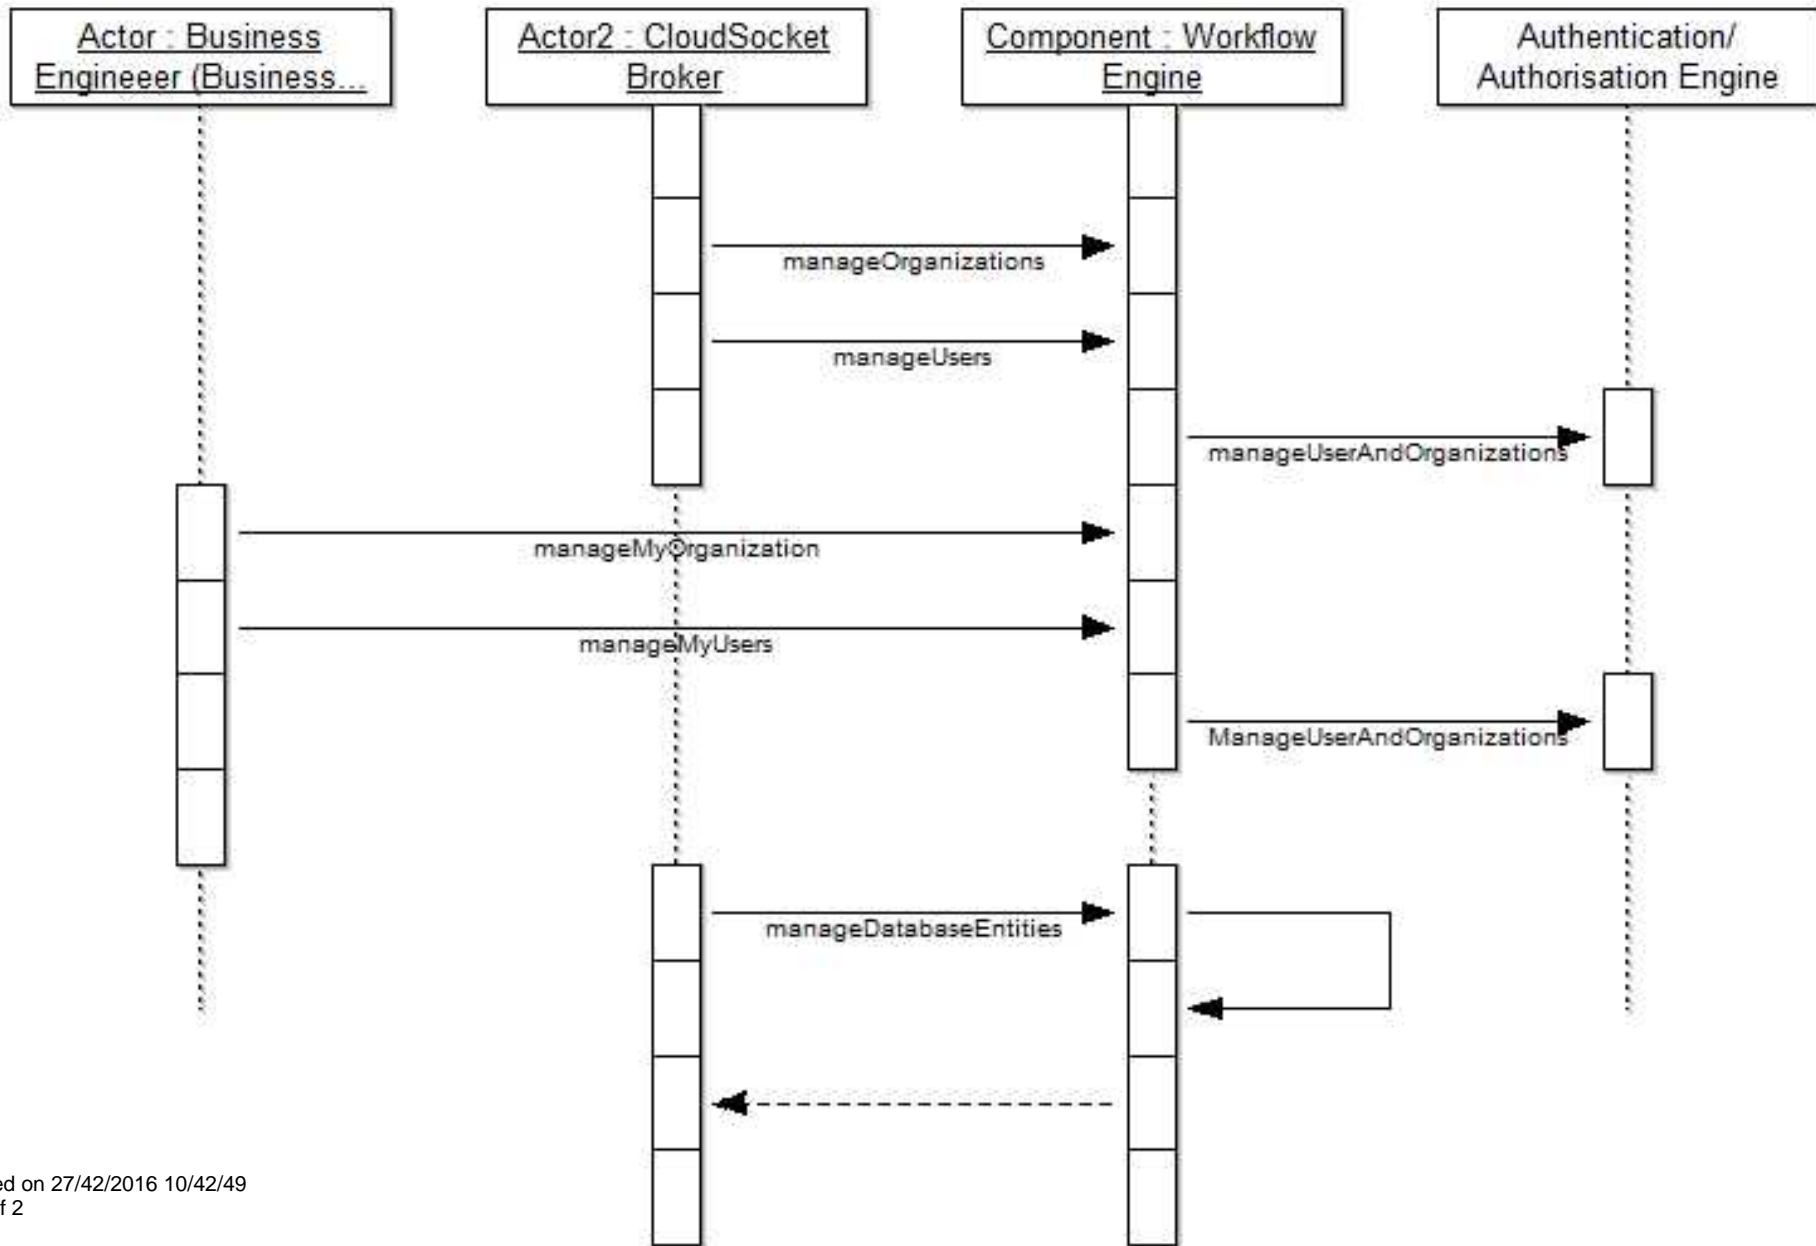 Actor : Business
Engineeer (Business...
Actor2 : CloudSocket
Broker
Component : Workflow
Engine
Authentication/
Authorisation Engine
manageOrganizations
manageUsers
manageUserAndOrganizations
manageMyOrganization
manageMyUsers
ManageUserAndOrganizations
manageDatabaseEntities
ed on 27/42/2016 10/42/49
f 2